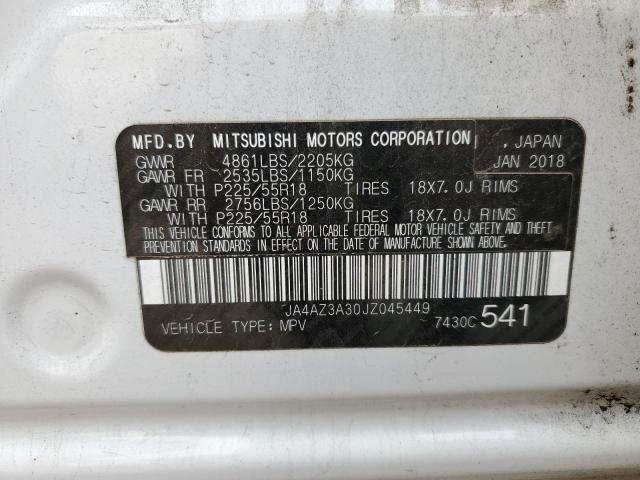 MFD.BY MITSUBISHI MOTORS CORPORATION , JAPAN
GVWR 4861LBS/2205KG JAN 2018
GAWR FR 2535LBS/1150KG
WITH P225/55R18 TIRES 18X7.0J RIMS
GAWR RR 2756LBS/1250KG
WITH P225/55R18 TIRES 18X7.0J RIMS
THIS VEHICLE CONFORMS TO ALL APPLICABLE FEDERAL MOTOR VEHICLE SAFETY AND THEFT
PREVENTION STANDARDS IN EFFECT ON THE DATE OF MANUFACTURE SHOWN ABOVE.
JA4AZ3A30JZ045449
VEHICLE TYPE: MPV 7430C 541